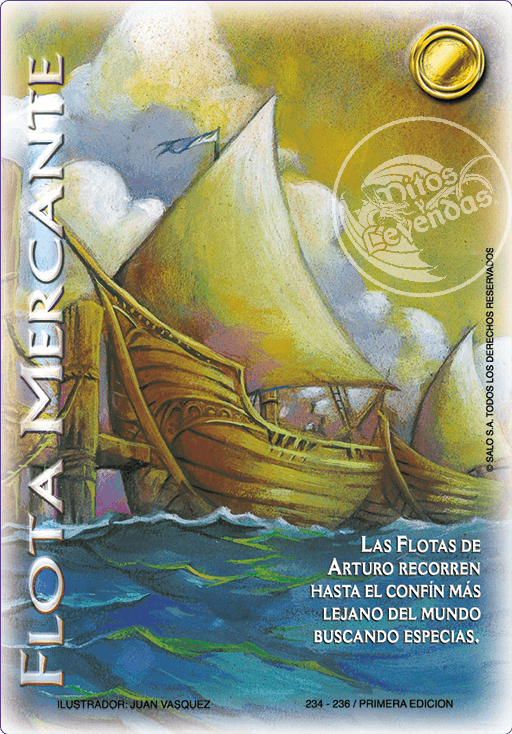 FLOTA MERCANTE
Mitos
y
Leyendas
© SALO S.A. TODOS LOS DERECHOS RESERVADOS
LAS FLOTAS DE
ARTURO RECORREN
HASTA EL CONFÍN MÁS
LEJANO DEL MUNDO
BUSCANDO ESPECIAS.
ILUSTRADOR: JUAN VASQUEZ
234 - 236 / PRIMERA EDICION